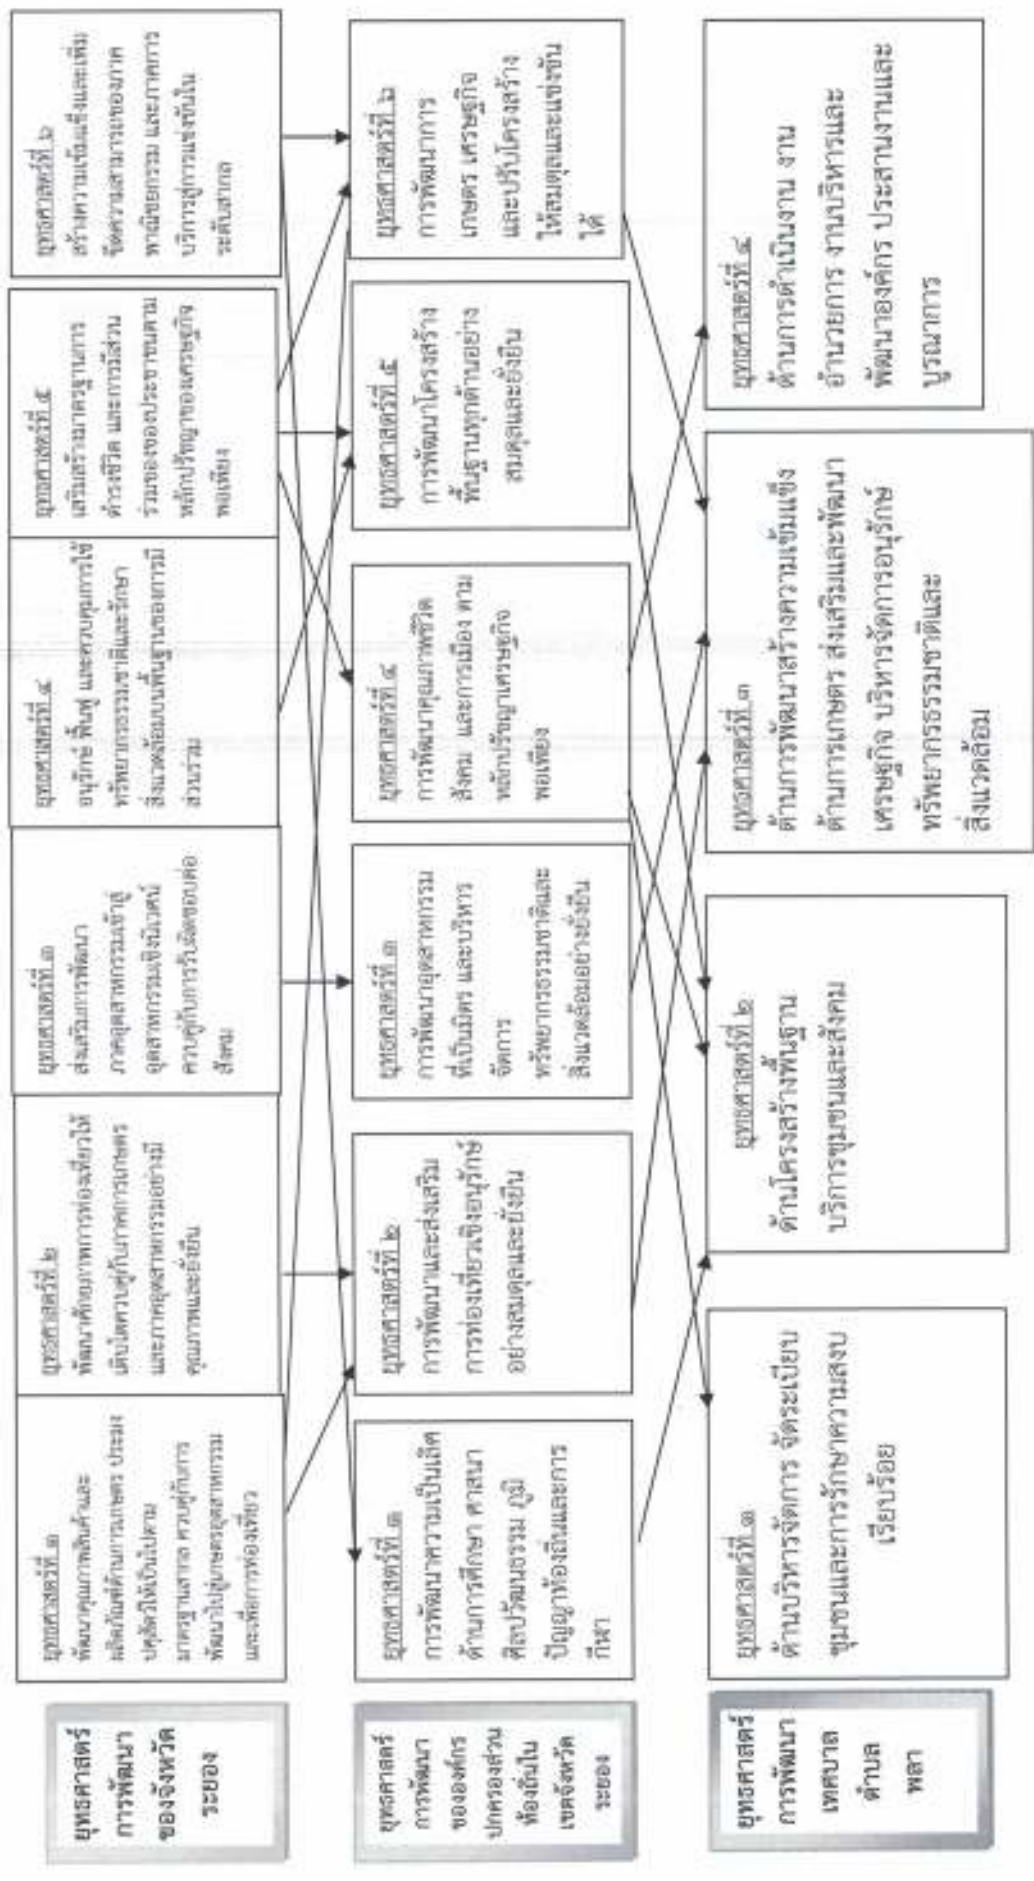 ยุทธศาสตร์
การพัฒนา
ของจังหวัด
ระยอง
ยุทธศาสตร์ที่ ๑
พัฒนาคุณภาพสินค้าและ
ผลิตภัณฑ์ด้านการเกษตร ประมง
ปศุสัตว์ให้เป็นไปตาม
มาตรฐานสากล ควบคู่กับการ
พัฒนาไปสู่เกษตรอุตสาหกรรม
และเพื่อการท่องเที่ยว
ยุทธศาสตร์ที่ ๒
พัฒนาศักยภาพการท่องเที่ยวให้
เติบโตควบคู่กับภาคการเกษตร
และภาคอุตสาหกรรมอย่างมี
คุณภาพและยั่งยืน
ยุทธศาสตร์ที่ ๓
ส่งเสริมการพัฒนา
ภาคอุตสาหกรรมเข้าสู่
อุตสาหกรรมเชิงนิเวศน์
ควบคู่กับการรับผิดชอบต่อ
สังคม
ยุทธศาสตร์ที่ ๔
อนุรักษ์ ฟื้นฟู และควบคุมการใช้
ทรัพยากรธรรมชาติและรักษา
สิ่งแวดล้อมบนพื้นฐานของการมี
ส่วนร่วม
ยุทธศาสตร์ที่ ๕
เสริมสร้างมาตรฐานการ
ดำรงชีวิต และการมีส่วน
ร่วมของของประชาชนตาม
หลักปรัชญาของเศรษฐกิจ
พอเพียง
ยุทธศาสตร์ที่ ๖
สร้างความเข้มแข็งและเพิ่ม
ขีดความสามารถของภาค
พาณิชยกรรม และภาคการ
บริการสู่การแข่งขันใน
ระดับสากล
ยุทธศาสตร์
การพัฒนา
ขององค์กร
ปกครองส่วน
ท้องถิ่นใน
เขตจังหวัด
ระยอง
ยุทธศาสตร์ที่ ๑
การพัฒนาความเป็นเลิศ
ด้านการศึกษา ศาสนา
ศิลปวัฒนธรรม ภูมิ
ปัญญาท้องถิ่นและการ
กีฬา
ยุทธศาสตร์ที่ ๒
การพัฒนาและส่งเสริม
การท่องเที่ยวเชิงอนุรักษ์
อย่างสมดุลและยั่งยืน
ยุทธศาสตร์ที่ ๓
การพัฒนาอุตสาหกรรม
ที่เป็นมิตร และบริหาร
จัดการ
ทรัพยากรธรรมชาติและ
สิ่งแวดล้อมอย่างยั่งยืน
ยุทธศาสตร์ที่ ๔
การพัฒนาคุณภาพชีวิต
สังคม และการเมือง ตาม
หลักปรัชญาเศรษฐกิจ
พอเพียง
ยุทธศาสตร์ที่ ๕
การพัฒนาโครงสร้าง
พื้นฐานทุกด้านอย่าง
สมดุลและยั่งยืน
ยุทธศาสตร์ที่ ๖
การพัฒนาการ
เกษตร เศรษฐกิจ
และปรับโครงสร้าง
ให้สมดุลและแข่งขัน
ได้
ยุทธศาสตร์
การพัฒนา
เทศบาล
ตำบล
พลา
ยุทธศาสตร์ที่ ๑
ด้านบริหารจัดการ จัดระเบียบ
ชุมชนและการรักษาความสงบ
เรียบร้อย
ยุทธศาสตร์ที่ ๒
ด้านโครงสร้างพื้นฐาน
บริการชุมชนและสังคม
ยุทธศาสตร์ที่ ๓
ด้านการพัฒนาสร้างความเข้มแข็ง
ด้านการเกษตร ส่งเสริมและพัฒนา
เศรษฐกิจ บริหารจัดการอนุรักษ์
ทรัพยากรธรรมชาติและ
สิ่งแวดล้อม
ยุทธศาสตร์ที่ ๔
ด้านการดำเนินงาน งาน
อำนวยการ งานบริหารและ
พัฒนาองค์กร ประสานงานและ
บูรณาการ